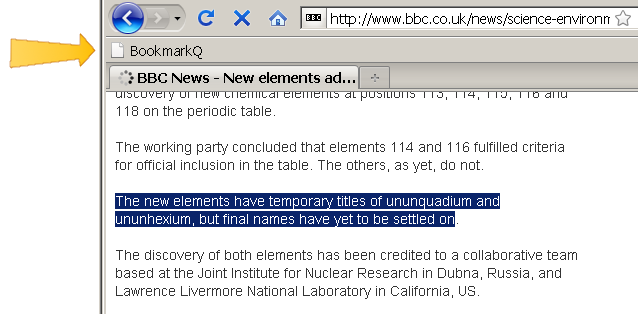 BBC http://www.bbc.co.uk/news/science-environm
BookmarkQ
BBC News - New elements ad...
discovery of new chemical elements at positions 113, 114, 115, 116 and
118 on the periodic table.
The working party concluded that elements 114 and 116 fulfilled criteria
for official inclusion in the table. The others, as yet, do not.
The new elements have temporary titles of ununquadium and
ununhexium, but final names have yet to be settled on.
The discovery of both elements has been credited to a collaborative team
based at the Joint Institute for Nuclear Research in Dubna, Russia, and
Lawrence Livermore National Laboratory in California, US.